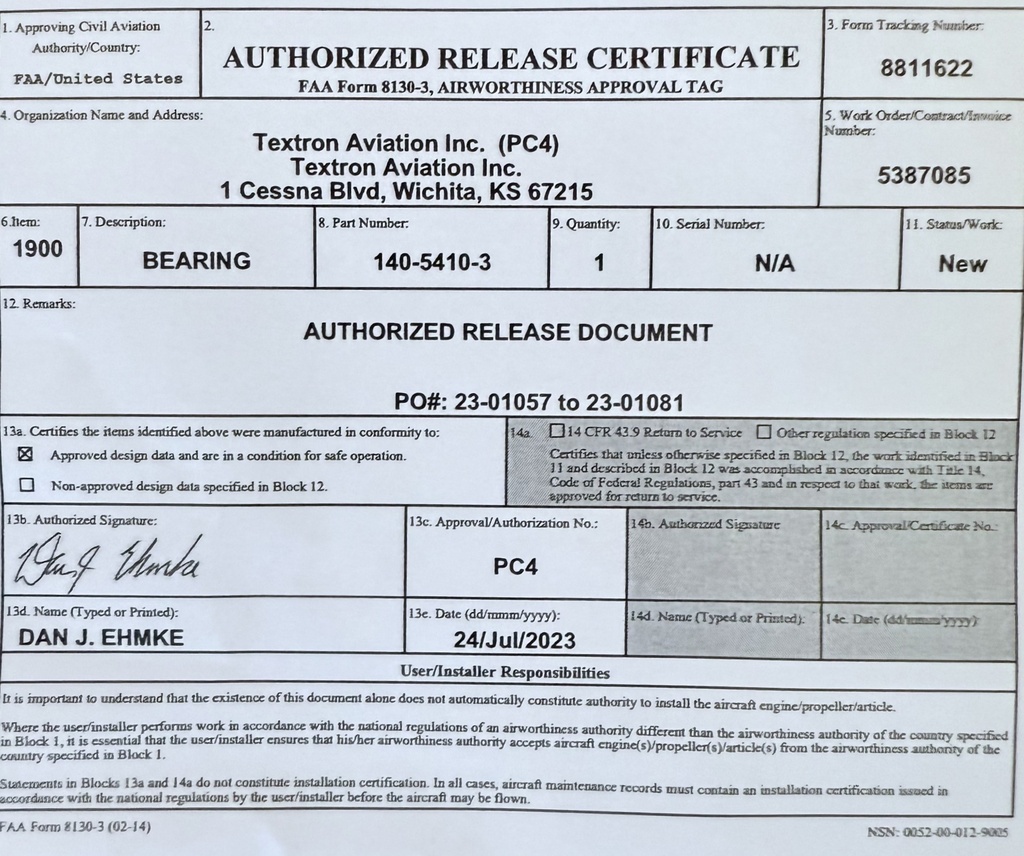 1. Approving Civil Aviation
Authority/Country:
FAA/United States
2.
AUTHORIZED RELEASE CERTIFICATE
FAA Form 8130-3, AIRWORTHINESS APPROVAL TAG
3. Form Tracking Number:
8811622
4. Organization Name and Address:
Textron Aviation Inc. (PC4)
Textron Aviation Inc.
1 Cessna Blvd, Wichita, KS 67215
5. Work Order/Contract/Invoice
Number:
5387085
6.Item:
1900
7. Description:
BEARING
8. Part Number:
140-5410-3
9. Quantity:
1
10. Serial Number:
N/A
11. Status/Work:
New
12. Remarks:
AUTHORIZED RELEASE DOCUMENT
PO#: 23-01057 to 23-01081
13a. Certifies the items identified above were manufactured in conformity to:
☒ Approved design data and are in a condition for safe operation.
☐ Non-approved design data specified in Block 12.
14a. ☐ 14 CFR 43.9 Return to Service ☐ Other regulation specified in Block 12
Certifies that unless otherwise specified in Block 12, the work identified in Block
11 and described in Block 12 was accomplished in accordance with Title 14,
Code of Federal Regulations, part 43 and in respect to that work, the items are
approved for return to service.
13b. Authorized Signature:
Dan J Ehmke
13c. Approval/Authorization No.:
PC4
14b. Authorized Signature
14c. Approval/Certificate No.:
13d. Name (Typed or Printed):
DAN J. EHMKE
13e. Date (dd/mmm/yyyy):
24/Jul/2023
14d. Name (Typed or Printed):
14e. Date (dd/mmm/yyyy):
User/Installer Responsibilities
It is important to understand that the existence of this document alone does not automatically constitute authority to install the aircraft engine/propeller/article.
Where the user/installer performs work in accordance with the national regulations of an airworthiness authority different than the airworthiness authority of the country specified
in Block 1, it is essential that the user/installer ensures that his/her airworthiness authority accepts aircraft engine(s)/propeller(s)/article(s) from the airworthiness authority of the
country specified in Block 1.
Statements in Blocks 13a and 14a do not constitute installation certification. In all cases, aircraft maintenance records must contain an installation certification issued in
accordance with the national regulations by the user/installer before the aircraft may be flown.
FAA Form 8130-3 (02-14)
NSN: 0052-00-012-9005